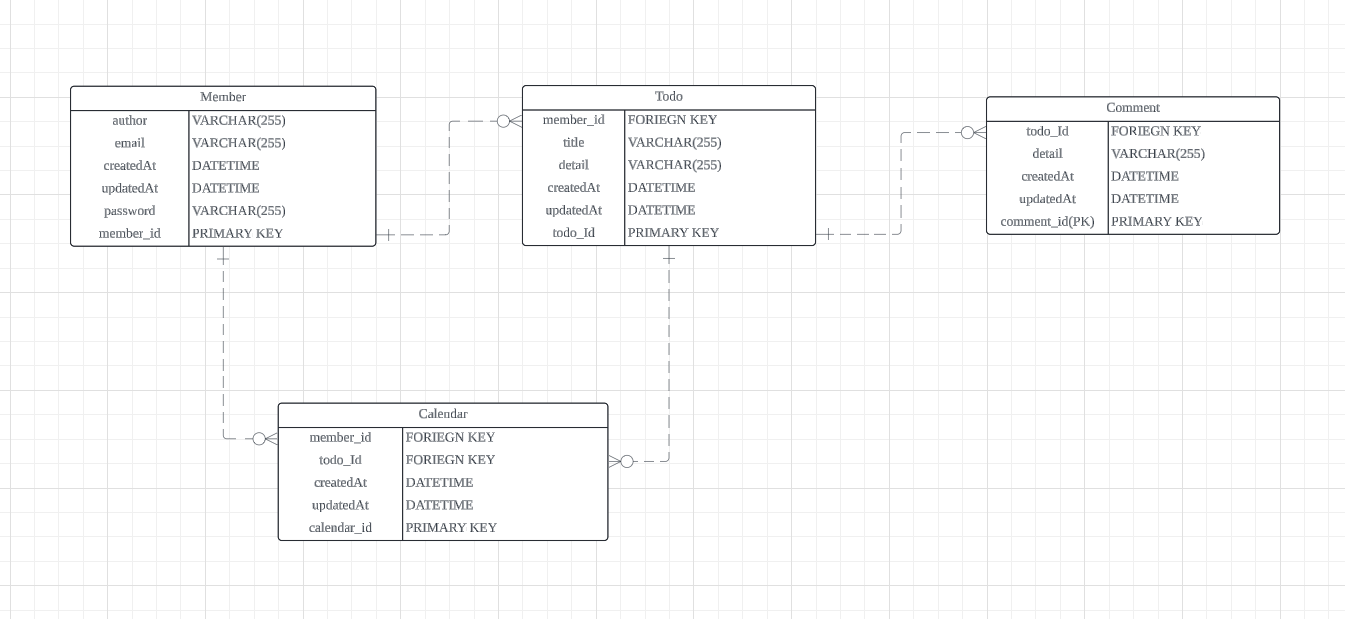 Member
author VARCHAR(255)
email VARCHAR(255)
createdAt DATETIME
updatedAt DATETIME
password VARCHAR(255)
member_id PRIMARY KEY
Todo
member_id FORIEGN KEY
title VARCHAR(255)
detail VARCHAR(255)
createdAt DATETIME
updatedAt DATETIME
todo_Id PRIMARY KEY
Comment
todo_Id FORIEGN KEY
detail VARCHAR(255)
createdAt DATETIME
updatedAt DATETIME
comment_id(PK) PRIMARY KEY
Calendar
member_id FORIEGN KEY
todo_Id FORIEGN KEY
createdAt DATETIME
updatedAt DATETIME
calendar_id PRIMARY KEY